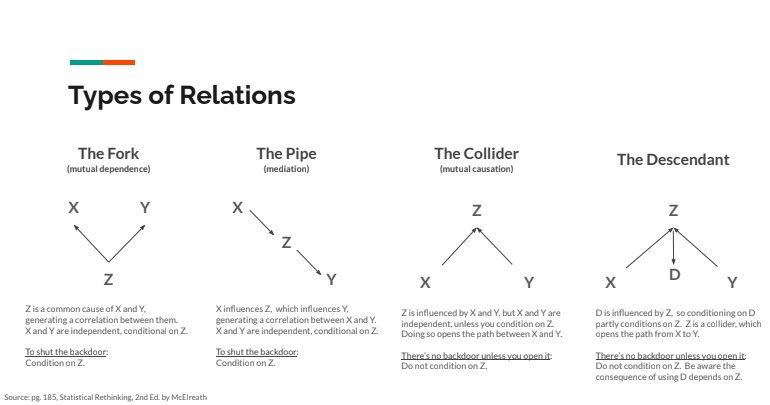 Types of Relations
The Fork
(mutual dependence)
X
Y
Z
Z is a common cause of X and Y,
generating a correlation between them.
X and Y are independent, conditional on Z.
To shut the backdoor:
Condition on Z.
The Pipe
(mediation)
X
Z
Y
X influences Z, which influences Y,
generating a correlation between X and Y.
X and Y are independent, conditional on Z.
To shut the backdoor:
Condition on Z.
The Collider
(mutual causation)
Z
X
Y
Z is influenced by X and Y, but X and Y are
independent, unless you condition on Z.
Doing so opens the path between X and Y.
There's no backdoor unless you open it:
Do not condition on Z.
The Descendant
Z
D
X
Y
D is influenced by Z, so conditioning on D
partly conditions on Z. Z is a collider, which
opens the path from X to Y.
There's no backdoor unless you open it:
Do not condition on Z. Be aware the
consequence of using D depends on Z.
Source: pg. 185, Statistical Rethinking, 2nd Ed. by McElreath